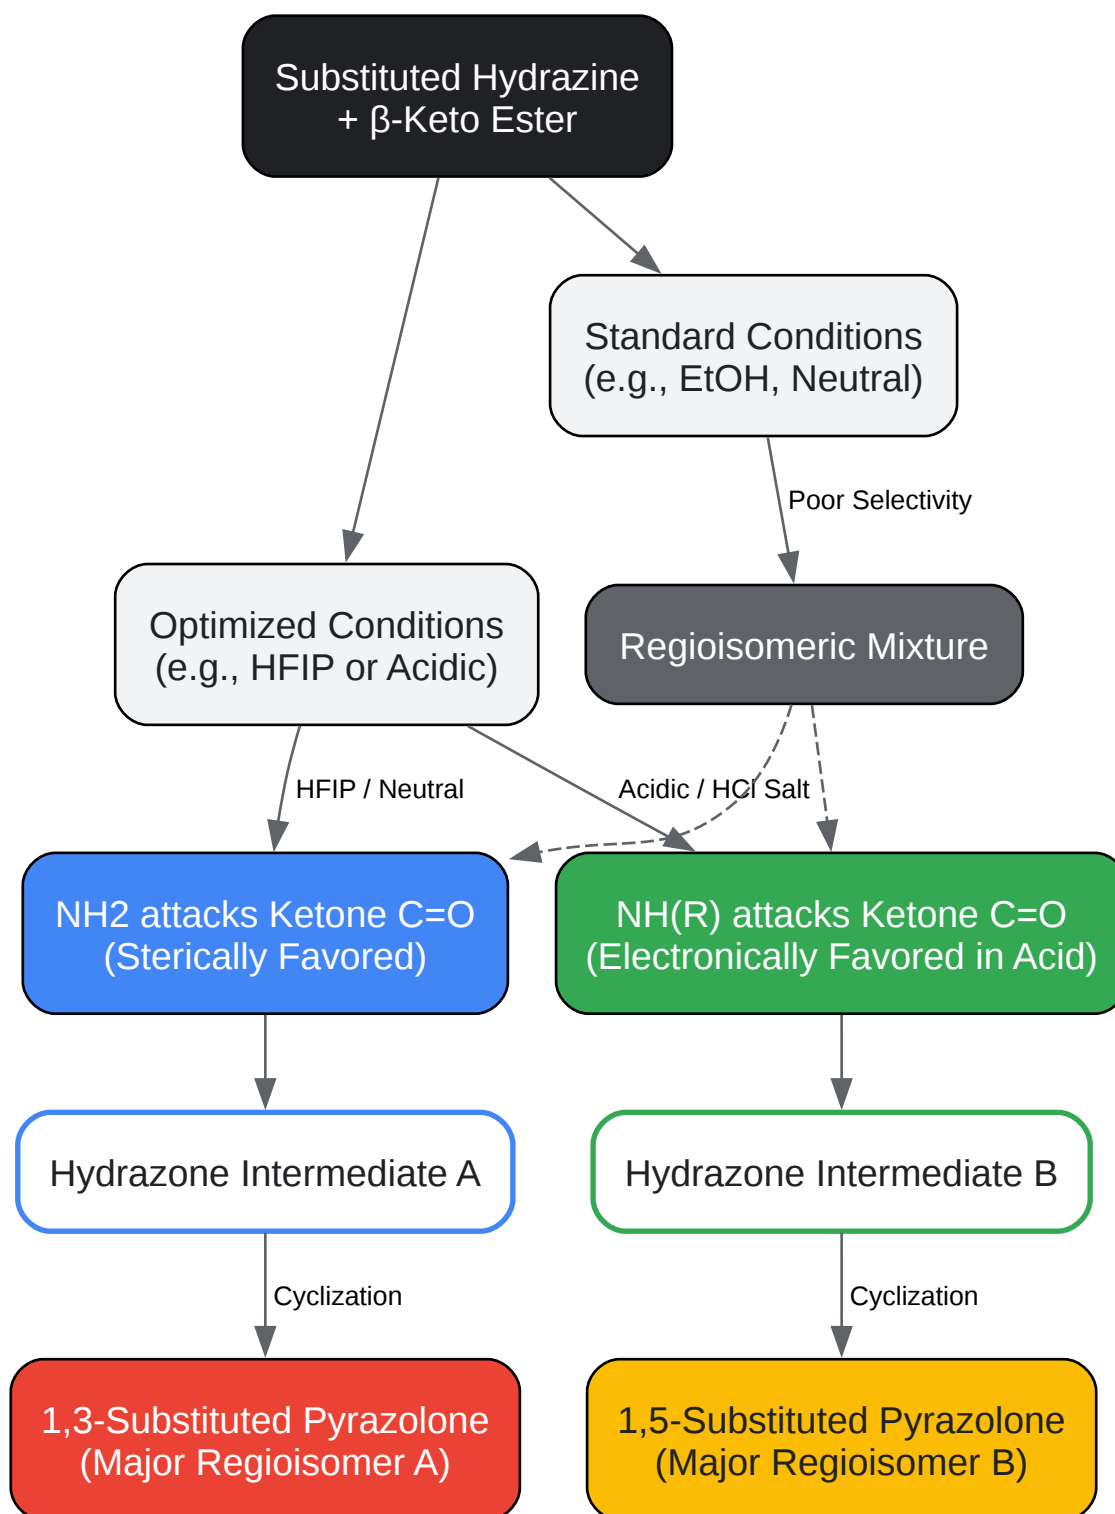 Substituted Hydrazine
+ β-Keto Ester
Standard Conditions
(e.g., EtOH, Neutral)
Poor Selectivity
Optimized Conditions
(e.g., HFIP or Acidic)
Regioisomeric Mixture
HFIP / Neutral
Acidic / HCl Salt
NH2 attacks Ketone C=O
(Sterically Favored)
NH(R) attacks Ketone C=O
(Electronically Favored in Acid)
Hydrazone Intermediate A
Hydrazone Intermediate B
Cyclization
Cyclization
1,3-Substituted Pyrazolone
(Major Regioisomer A)
1,5-Substituted Pyrazolone
(Major Regioisomer B)